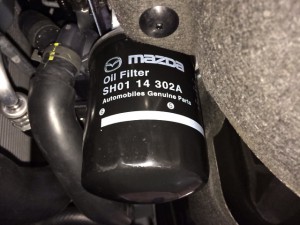 mazda
Oil Filter
SH01 14 302A
Automobiles Genuine Parts